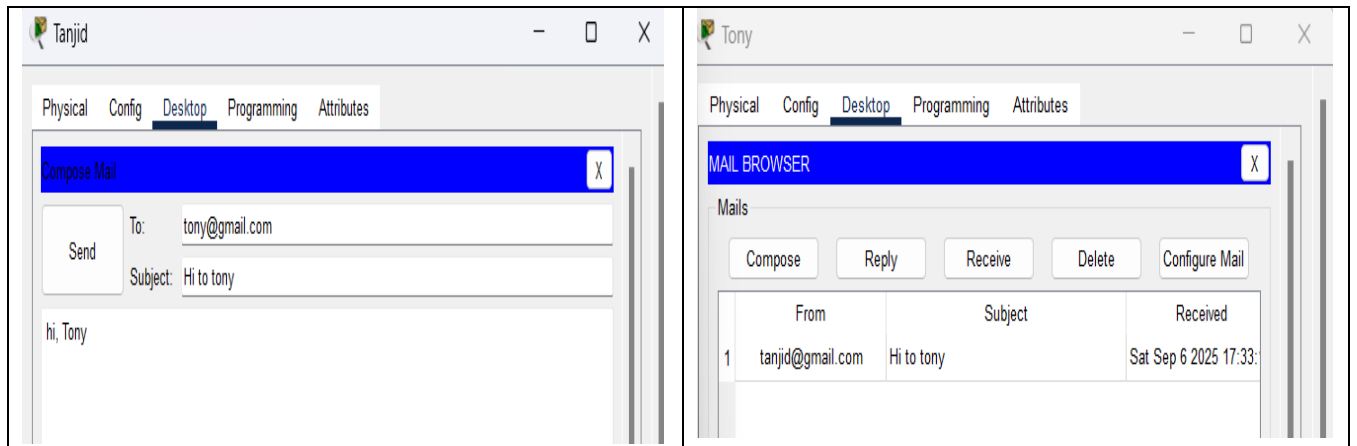 Tanjid
Physical Config Desktop Programming Attributes
Compose Mail
X
Send
To: tony@gmail.com
Subject: Hi to tony
hi, Tony
Tony
Physical Config Desktop Programming Attributes
MAIL BROWSER
X
Mails
Compose Reply Receive Delete Configure Mail
From Subject Received
1 tanjid@gmail.com Hi to tony Sat Sep 6 2025 17:33: